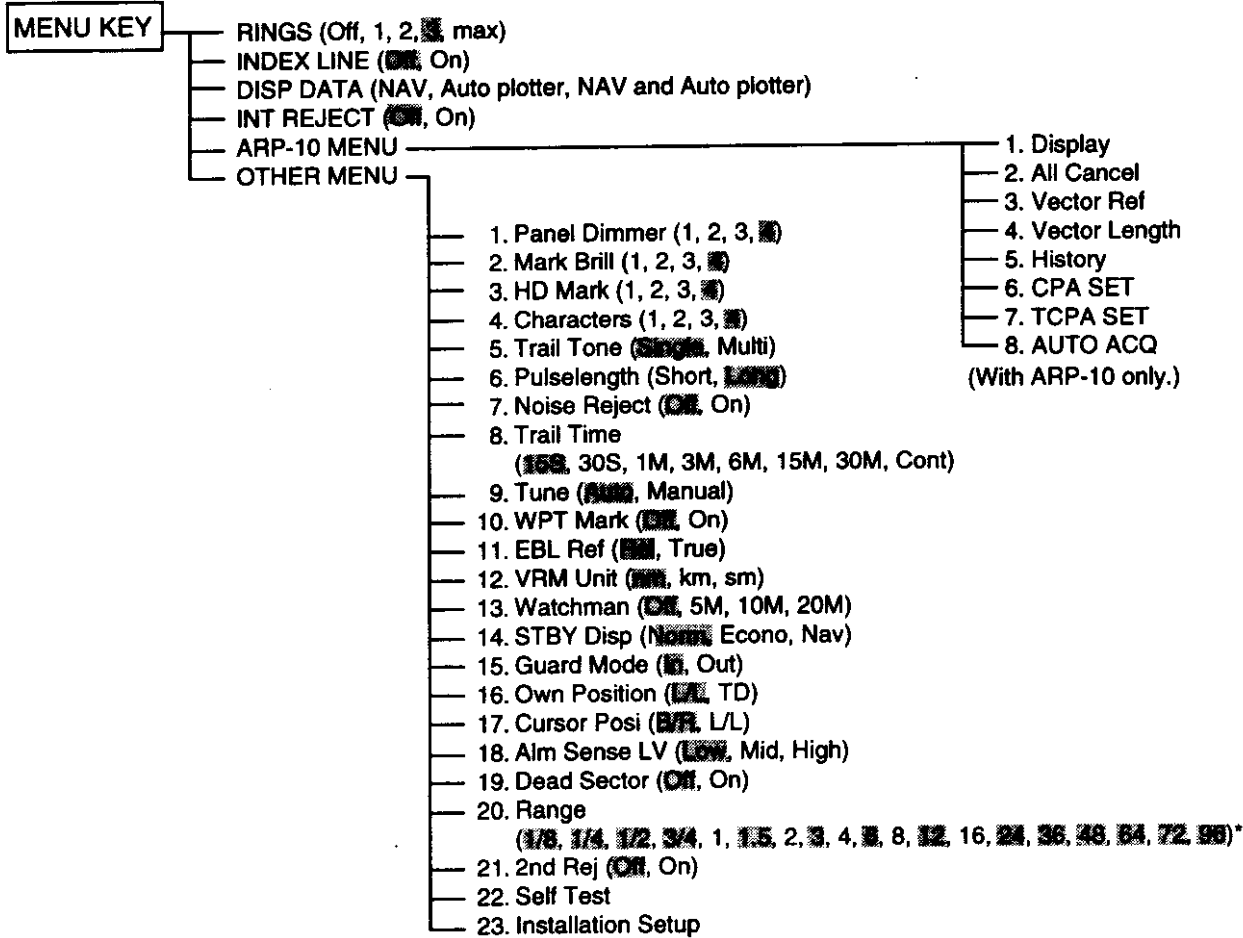 MENU KEY
RINGS (Off, 1, 2, 3, max)
INDEX LINE (Off, On)
DISP DATA (NAV, Auto plotter, NAV and Auto plotter)
INT REJECT (Off, On)
ARP-10 MENU
OTHER MENU
1. Display
2. All Cancel
3. Vector Ref
4. Vector Length
5. History
6. CPA SET
7. TCPA SET
8. AUTO ACQ
(With ARP-10 only.)
1. Panel Dimmer (1, 2, 3, 4)
2. Mark Brill (1, 2, 3, 4)
3. HD Mark (1, 2, 3, 4)
4. Characters (1, 2, 3, 4)
5. Trail Tone (Single, Multi)
6. Pulselength (Short, Long)
7. Noise Reject (Off, On)
8. Trail Time
(15S, 30S, 1M, 3M, 6M, 15M, 30M, Cont)
9. Tune (Auto, Manual)
10. WPT Mark (Off, On)
11. EBL Ref (Rel, True)
12. VRM Unit (nm, km, sm)
13. Watchman (Off, 5M, 10M, 20M)
14. STBY Disp (Norm, Econo, Nav)
15. Guard Mode (In, Out)
16. Own Position (L/L, TD)
17. Cursor Posi (B/R, L/L)
18. Alm Sense LV (Low, Mid, High)
19. Dead Sector (Off, On)
20. Range
(1/8, 1/4, 1/2, 3/4, 1, 1.5, 2, 3, 4, 6, 8, 12, 16, 24, 36, 48, 64, 72, 96)*
21. 2nd Rej (Off, On)
22. Self Test
23. Installation Setup